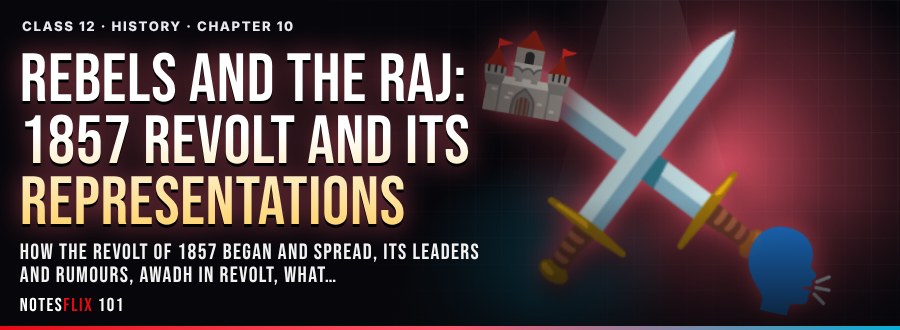 CLASS 12 · HISTORY · CHAPTER 10
REBELS AND THE RAJ:
1857 REVOLT AND ITS
REPRESENTATIONS
HOW THE REVOLT OF 1857 BEGAN AND SPREAD, ITS LEADERS
AND RUMOURS, AWADH IN REVOLT, WHAT…
NOTESFLIX 101